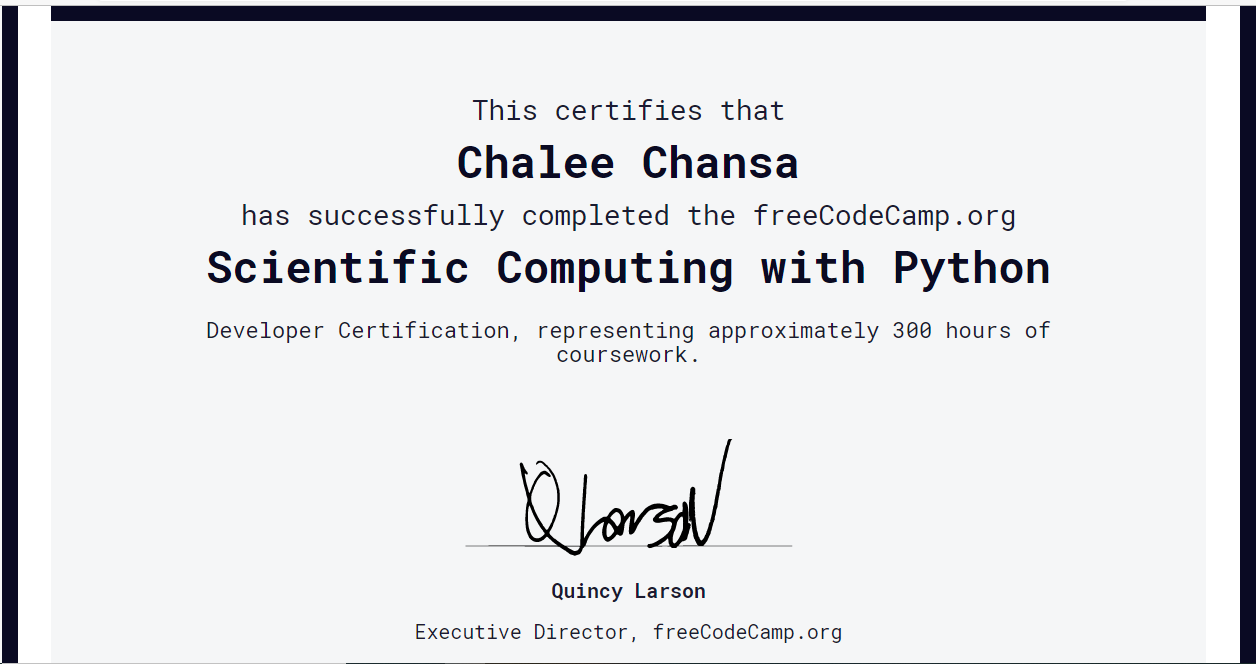 This certifies that
Chalee Chansa
has successfully completed the freeCodeCamp.org
Scientific Computing with Python
Developer Certification, representing approximately 300 hours of
coursework.
Q Larson
Quincy Larson
Executive Director, freeCodeCamp.org